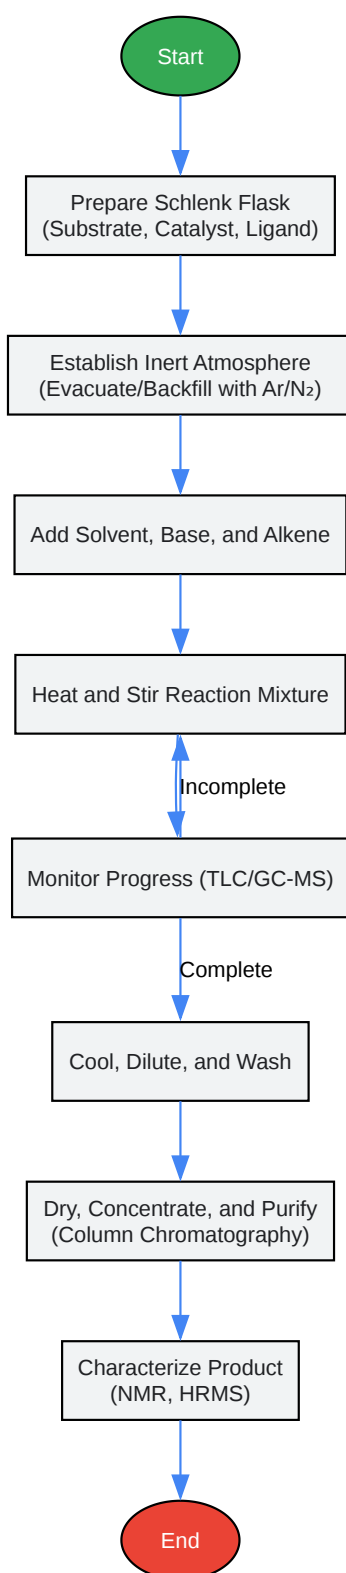 Start
Prepare Schlenk Flask
(Substrate, Catalyst, Ligand)
Establish Inert Atmosphere
(Evacuate/Backfill with Ar/N₂)
Add Solvent, Base, and Alkene
Heat and Stir Reaction Mixture
Incomplete
Monitor Progress (TLC/GC-MS)
Complete
Cool, Dilute, and Wash
Dry, Concentrate, and Purify
(Column Chromatography)
Characterize Product
(NMR, HRMS)
End